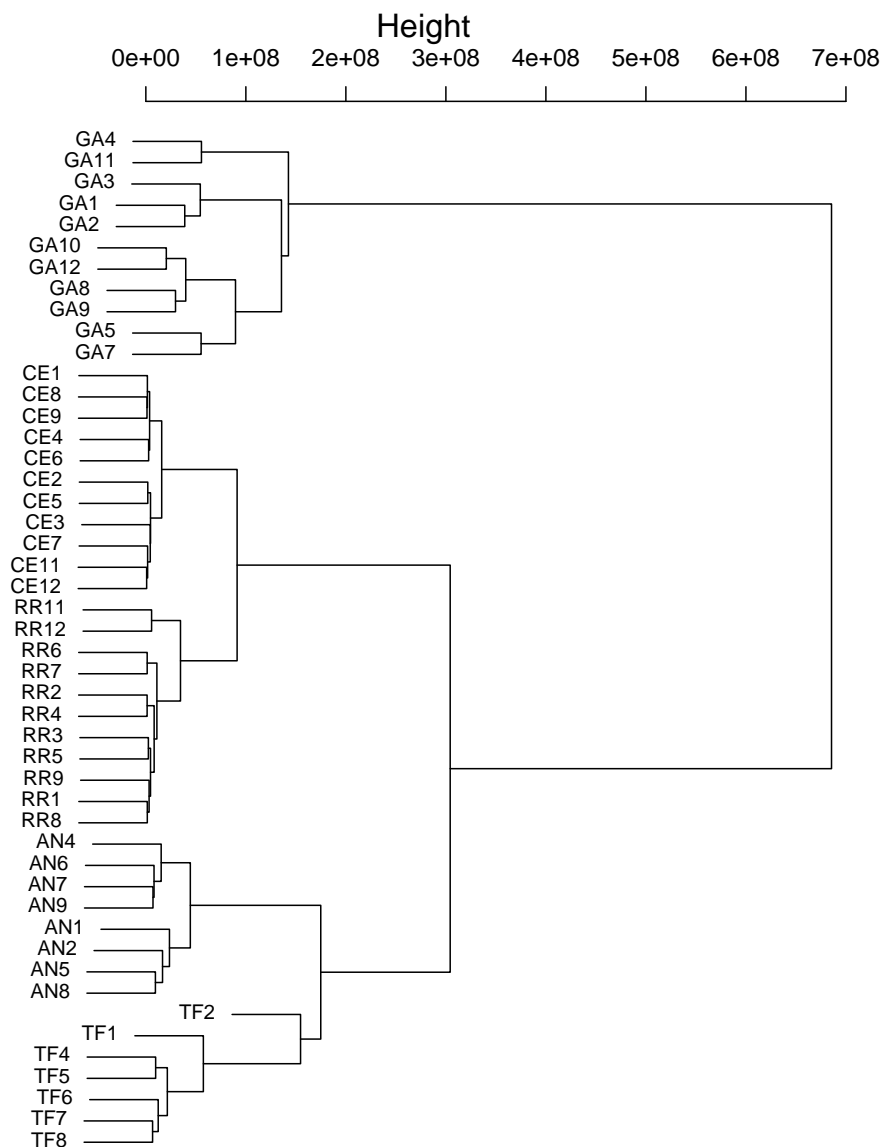 Height
0e+00 1e+08 2e+08 3e+08 4e+08 5e+08 6e+08 7e+08
GA4
GA11
GA3
GA1
GA2
GA10
GA12
GA8
GA9
GA5
GA7
CE1
CE8
CE9
CE4
CE6
CE2
CE5
CE3
CE7
CE11
CE12
RR11
RR12
RR6
RR7
RR2
RR4
RR3
RR5
RR9
RR1
RR8
AN4
AN6
AN7
AN9
AN1
AN2
AN5
AN8
TF2
TF1
TF4
TF5
TF6
TF7
TF8